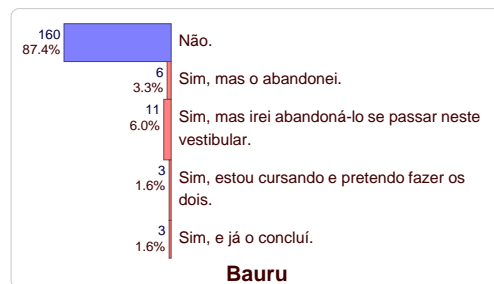 160
87.4%
Não.
6
3.3%
Sim, mas o abandonei.
11
6.0%
Sim, mas irei abandoná-lo se passar neste
vestibular.
3
1.6%
Sim, estou cursando e pretendo fazer os
dois.
3
1.6%
Sim, e já o concluí.
Bauru